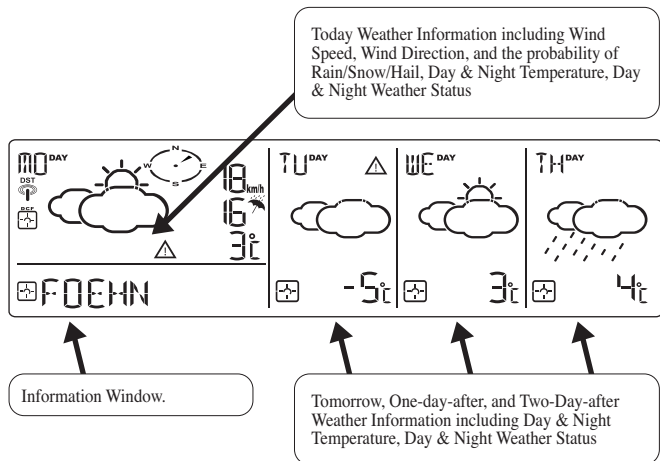 Today Weather Information including Wind
Speed, Wind Direction, and the probability of
Rain/Snow/Hail, Day & Night Temperature, Day
& Night Weather Status
MO DAY
DST
DCF
N
W E
S
18 km/h
16
3°C
FOEHN
TU DAY
-5°C
WE DAY
3°C
TH DAY
4°C
Information Window.
Tomorrow, One-day-after, and Two-Day-after
Weather Information including Day & Night
Temperature, Day & Night Weather Status